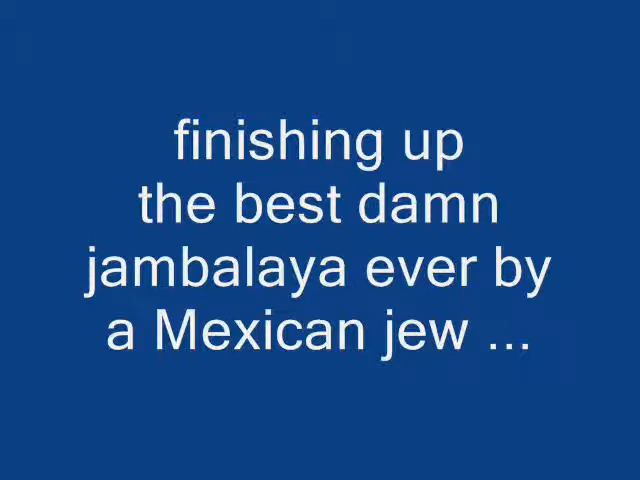 finishing up
the best damn
jambalaya ever by
a Mexican jew ...